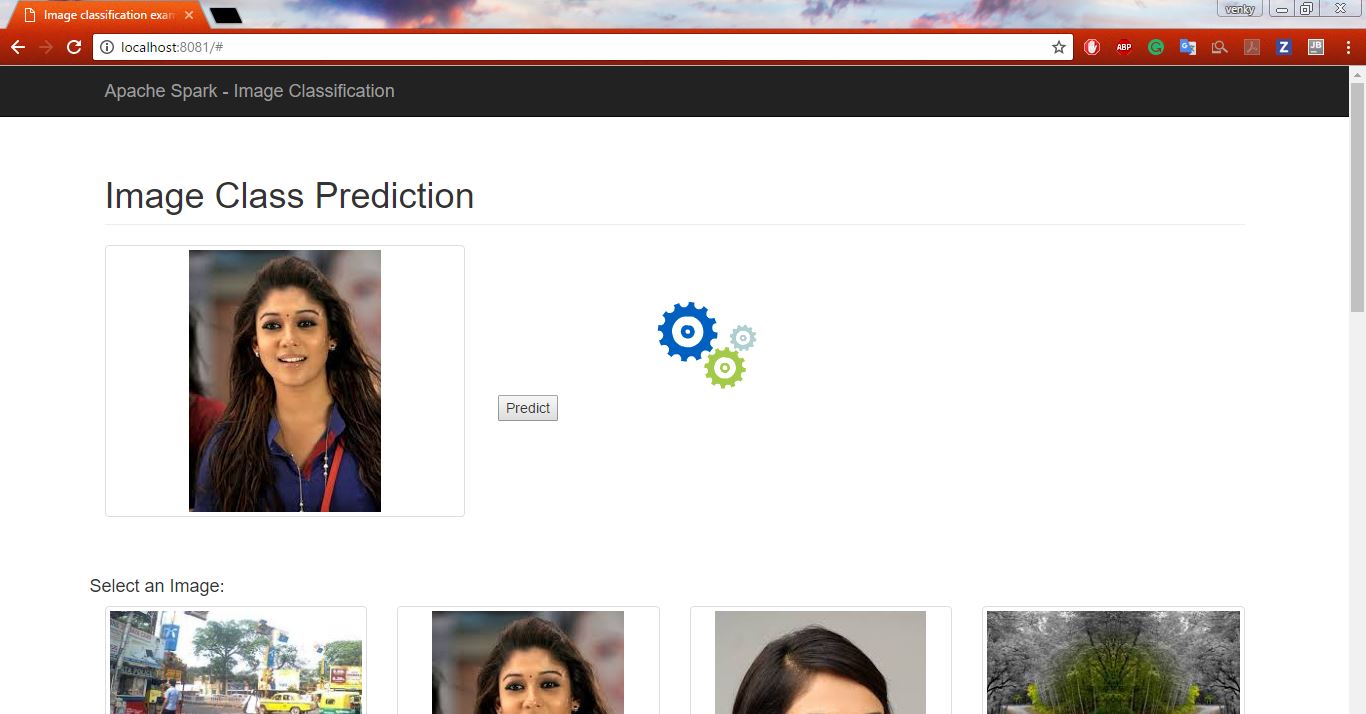 Image classification exam
venky
localhost:8081/#
ABP
Z
JB
Apache Spark - Image Classification
Image Class Prediction
Predict
Select an Image: